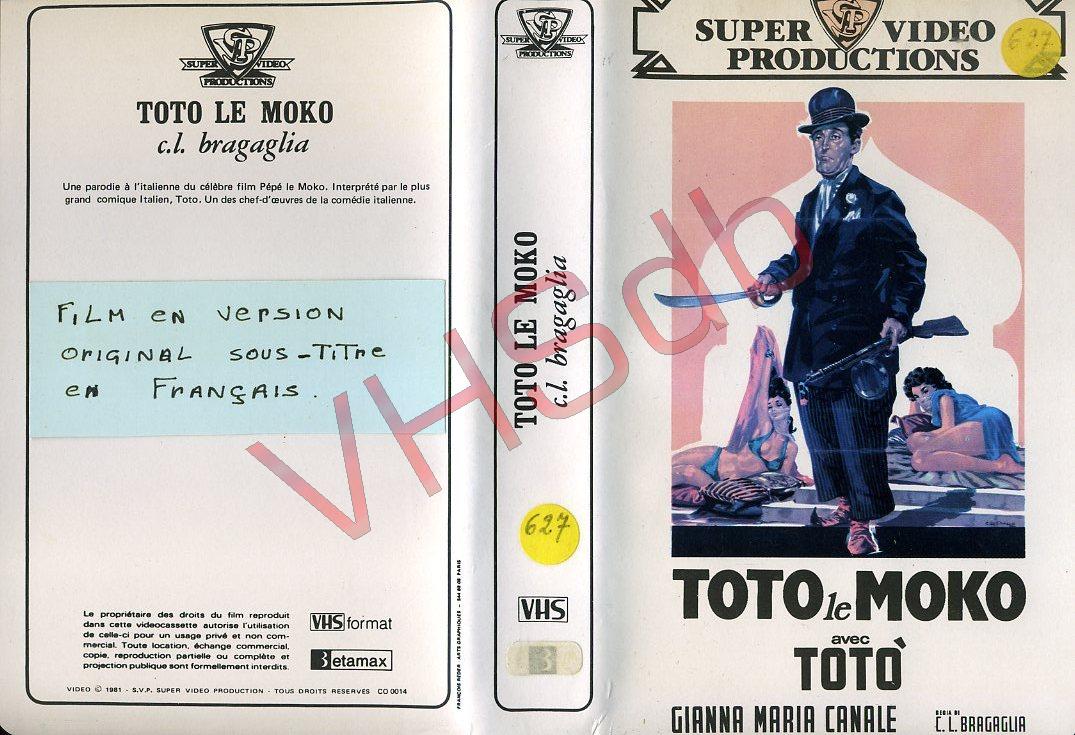 SVP
SUPER VIDEO
PRODUCTIONS
TOTO LE MOKO
c.l. bragaglia
Une parodie à l'italienne du célèbre film Pépé le Moko. Interprété par le plus
grand comique Italien, Toto. Un des chef-d'œuvres de la comédie italienne.
FILM en version
original sous-Titre
en Français.
Le propriétaire des droits du film reproduit
dans cette videocassette autorise l'utilisation
de celle-ci pour un usage privé et non com-
mercial. Toute location, échange commercial,
copie, reproduction partielle ou complète et
projection publique sont formellement interdits.
VHS format
Betamax
VIDEO © 1981 - S.V.P. SUPER VIDEO PRODUCTION - TOUS DROITS RESERVES CO 0014
SVP
SUPER VIDEO
PRODUCTIONS
TOTO LE MOKO
c.l. bragaglia
627
VHS
B
SVP
SUPER VIDEO
PRODUCTIONS
627
TOTO le MOKO
avec
TOTÒ
GIANNA MARIA CANALE
REGIA DI
C.L. BRAGAGLIA
VHSdb